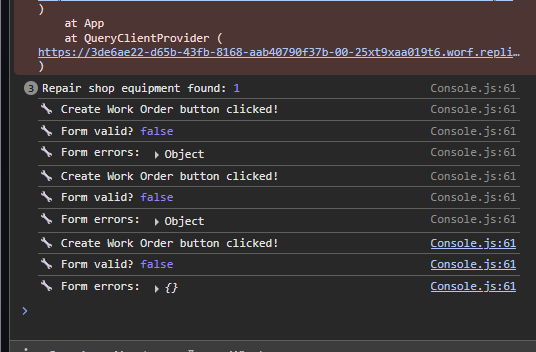 )
at App
at QueryClientProvider (
https://3de6ae22-d65b-43fb-8168-aab40790f37b-00-25xt9xaa019t6.worf.repli…
)
3 Repair shop equipment found: 1 Console.js:61
🔧 Create Work Order button clicked! Console.js:61
🔧 Form valid? false Console.js:61
🔧 Form errors: ▶ Object Console.js:61
🔧 Create Work Order button clicked! Console.js:61
🔧 Form valid? false Console.js:61
🔧 Form errors: ▶ Object Console.js:61
🔧 Create Work Order button clicked! Console.js:61
🔧 Form valid? false Console.js:61
🔧 Form errors: ▶ {} Console.js:61
>